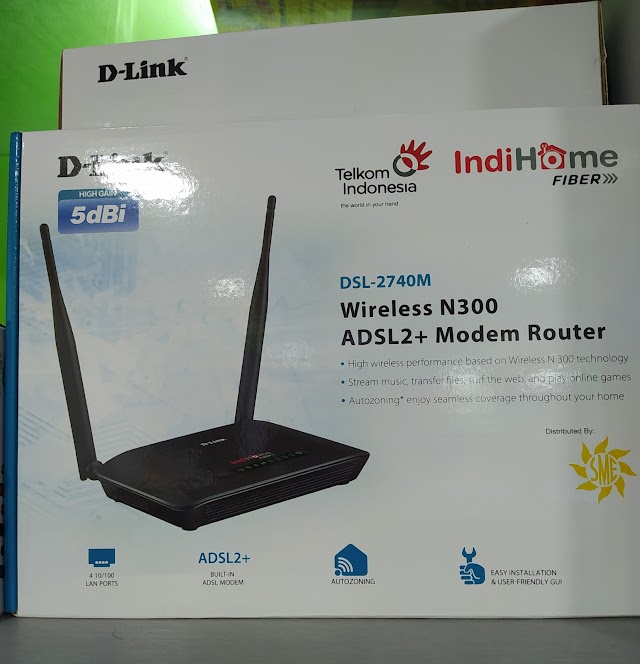 D-Link
D-Link
HIGH GAIN
5dBi
Telkom
Indonesia
the world in your hand
IndiHome
FIBER
DSL-2740M
Wireless N300
ADSL2+ Modem Router
• High wireless performance based on Wireless N 300 technology
• Stream music, transfer files, surf the web, and play online games
• Autozoning* enjoy seamless coverage throughout your home
Distributed By:
SME
D-Link
IndiHome
4 10/100
LAN PORTS
ADSL2+
BUILT-IN
ADSL MODEM
AUTOZONING
EASY INSTALLATION
& USER-FRIENDLY GUI